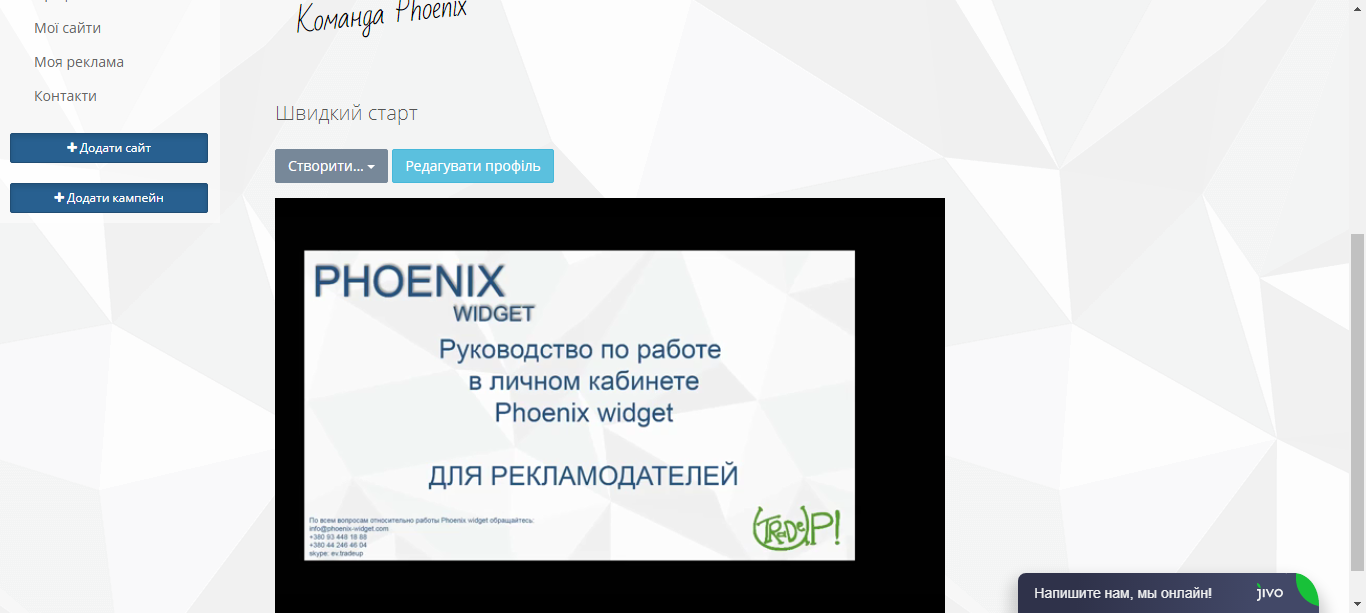 Команда Phoenix
Мої сайти
Моя реклама
Контакти
Додати сайт
Додати кампейн
Швидкий старт
Створити... Редагувати профіль
PHOENIX
WIDGET
Руководство по работе
в личном кабинете
Phoenix widget
ДЛЯ РЕКЛАМОДАТЕЛЕЙ
По всем вопросам относительно работы Phoenix widget обращайтесь:
info@phoenix-widget.com
+380 93 448 18 88
+380 44 246 46 04
skype: ev.tradeup
TRADE UP!
Напишите нам, мы онлайн! jivo